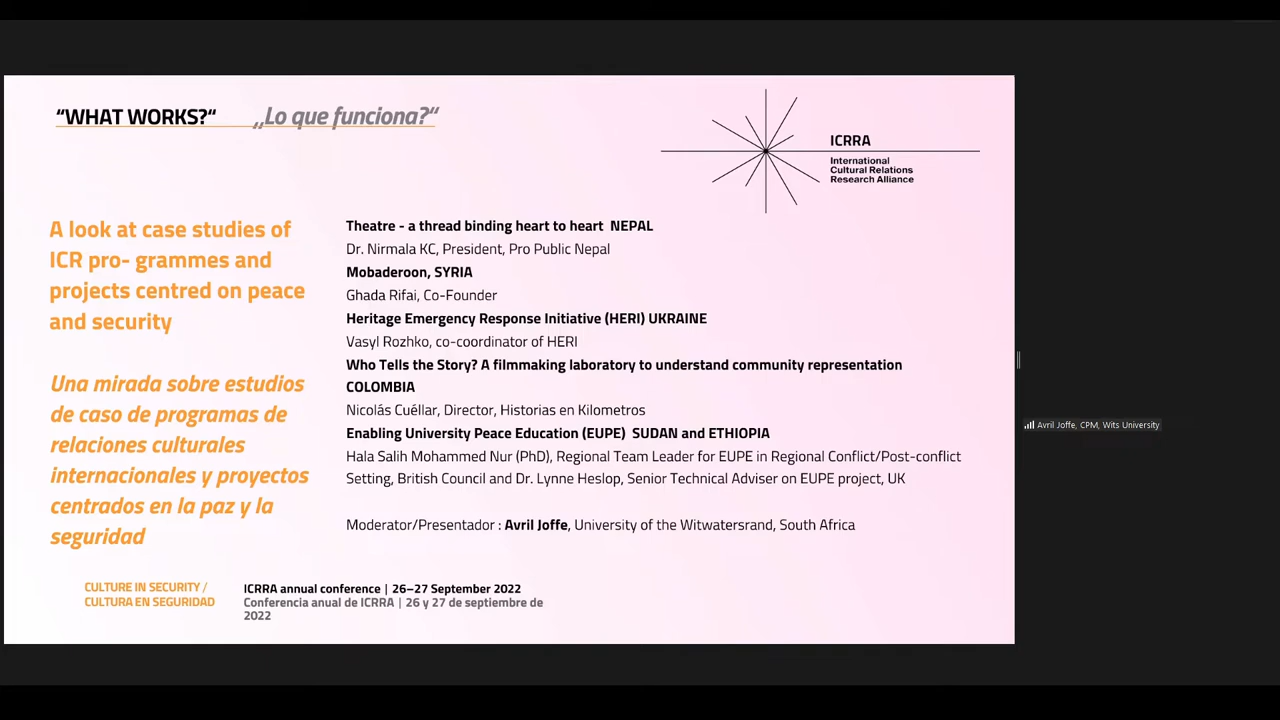 “WHAT WORKS?“ „Lo que funciona?“
ICRRA
International
Cultural Relations
Research Alliance
A look at case studies of
ICR pro- grammes and
projects centred on peace
and security
Una mirada sobre estudios
de caso de programas de
relaciones culturales
internacionales y proyectos
centrados en la paz y la
seguridad
Theatre - a thread binding heart to heart NEPAL
Dr. Nirmala KC, President, Pro Public Nepal
Mobaderoon, SYRIA
Ghada Rifai, Co-Founder
Heritage Emergency Response Initiative (HERI) UKRAINE
Vasyl Rozhko, co-coordinator of HERI
Who Tells the Story? A filmmaking laboratory to understand community representation
COLOMBIA
Nicolás Cuéllar, Director, Historias en Kilometros
Enabling University Peace Education (EUPE) SUDAN and ETHIOPIA
Hala Salih Mohammed Nur (PhD), Regional Team Leader for EUPE in Regional Conflict/Post-conflict
Setting, British Council and Dr. Lynne Heslop, Senior Technical Adviser on EUPE project, UK
Moderator/Presentador : Avril Joffe, University of the Witwatersrand, South Africa
CULTURE IN SECURITY /
CULTURA EN SEGURIDAD
ICRRA annual conference | 26–27 September 2022
Conferencia anual de ICRRA | 26 y 27 de septiembre de
2022
Avril Joffe, CPM, Wits University